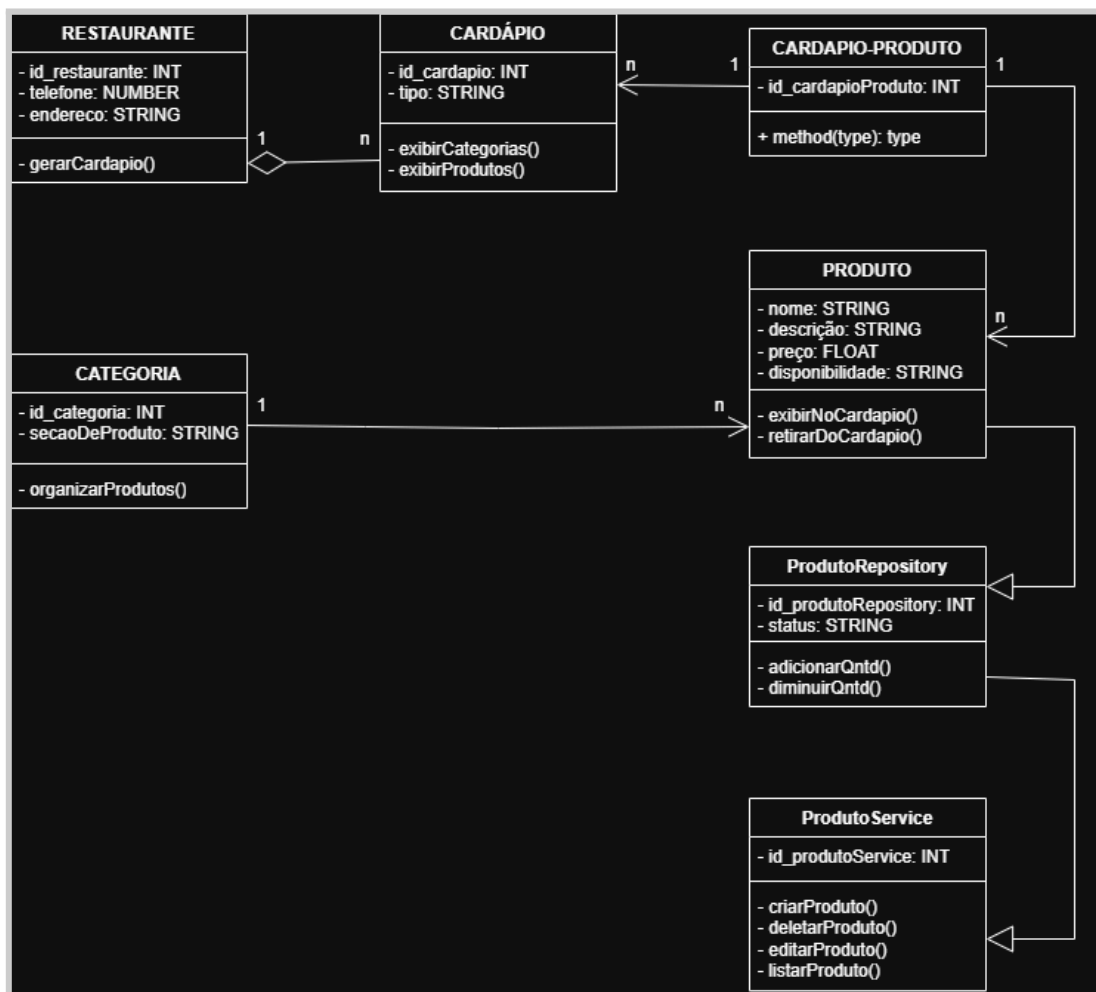 RESTAURANTE
- id_restaurante: INT
- telefone: NUMBER
- endereco: STRING
- gerarCardapio()
1
n
CARDÁPIO
- id_cardapio: INT
- tipo: STRING
- exibirCategorias()
- exibirProdutos()
n
1
CARDAPIO-PRODUTO
- id_cardapioProduto: INT
+ method(type): type
1
n
PRODUTO
- nome: STRING
- descrição: STRING
- preço: FLOAT
- disponibilidade: STRING
- exibirNoCardapio()
- retirarDoCardapio()
CATEGORIA
- id_categoria: INT
- secaoDeProduto: STRING
- organizarProdutos()
1
n
ProdutoRepository
- id_produtoRepository: INT
- status: STRING
- adicionarQntd()
- diminuirQntd()
ProdutoService
- id_produtoService: INT
- criarProduto()
- deletarProduto()
- editarProduto()
- listarProduto()